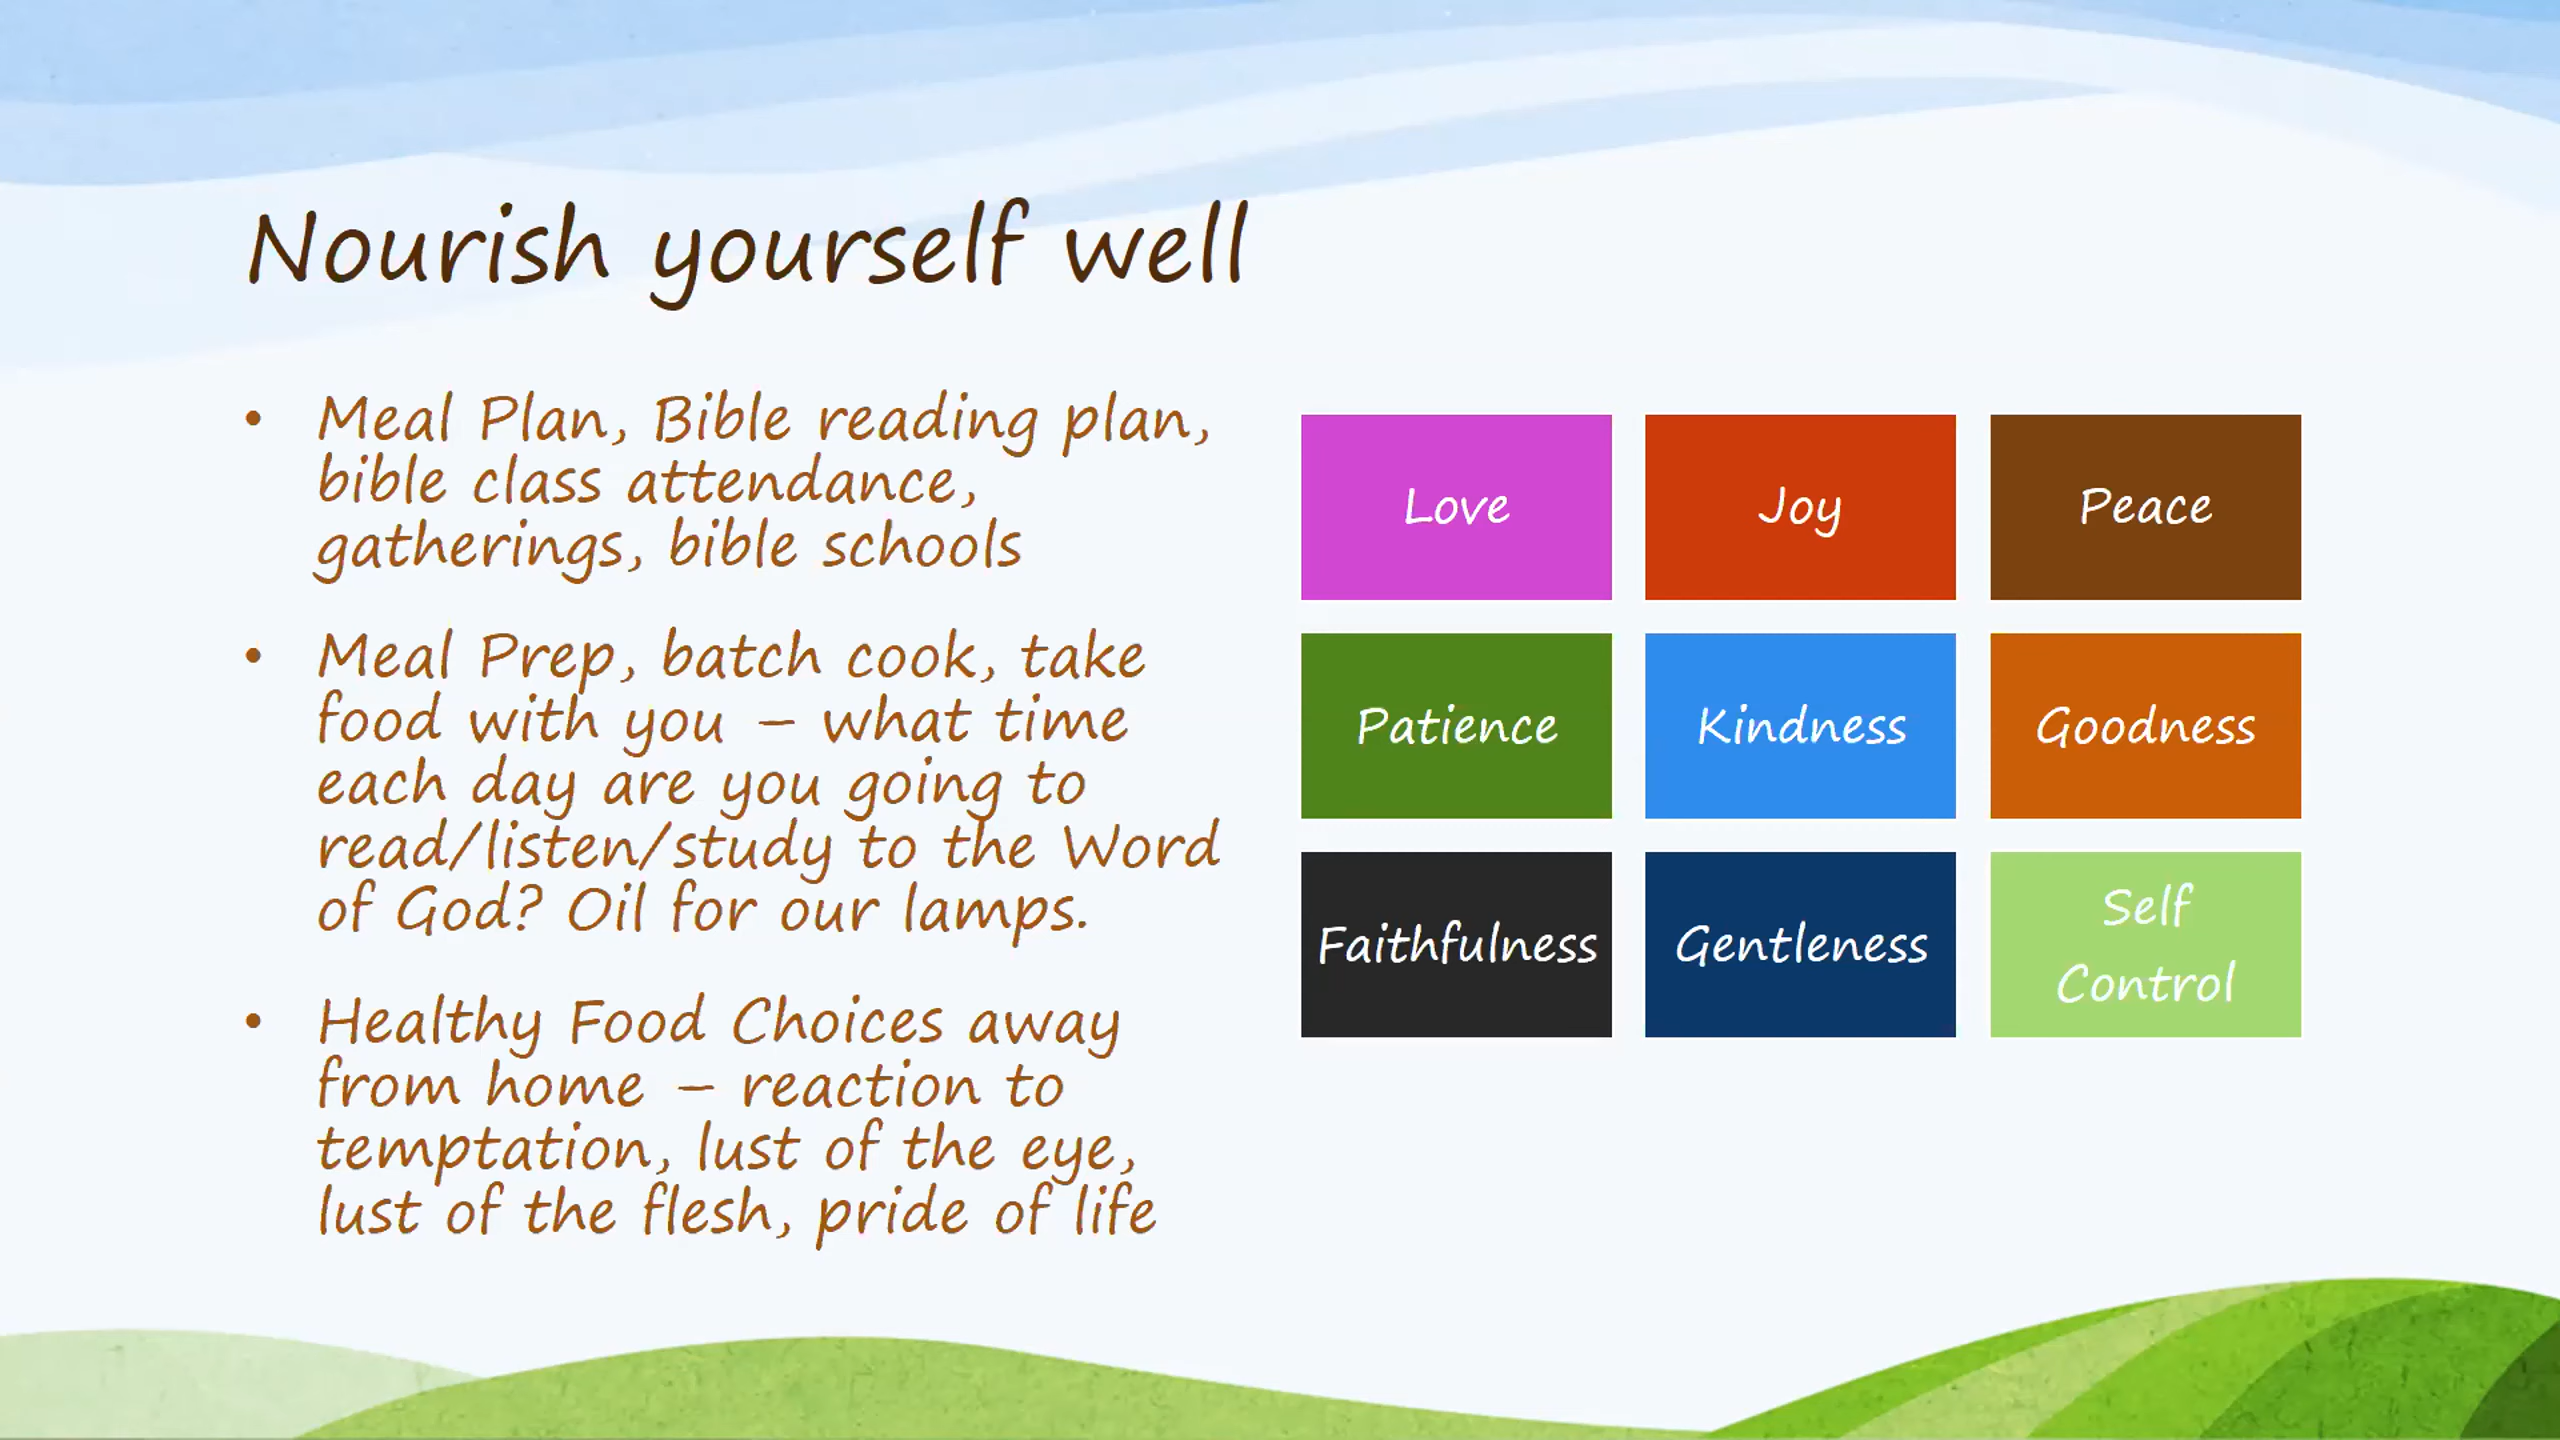 Nourish yourself well
• Meal Plan, Bible reading plan,
bible class attendance,
gatherings, bible schools
• Meal Prep, batch cook, take
food with you – what time
each day are you going to
read/listen/study to the Word
of God? Oil for our lamps.
• Healthy Food Choices away
from home – reaction to
temptation, lust of the eye,
lust of the flesh, pride of life
Love
Joy
Peace
Patience
Kindness
Goodness
Faithfulness
Gentleness
Self
Control